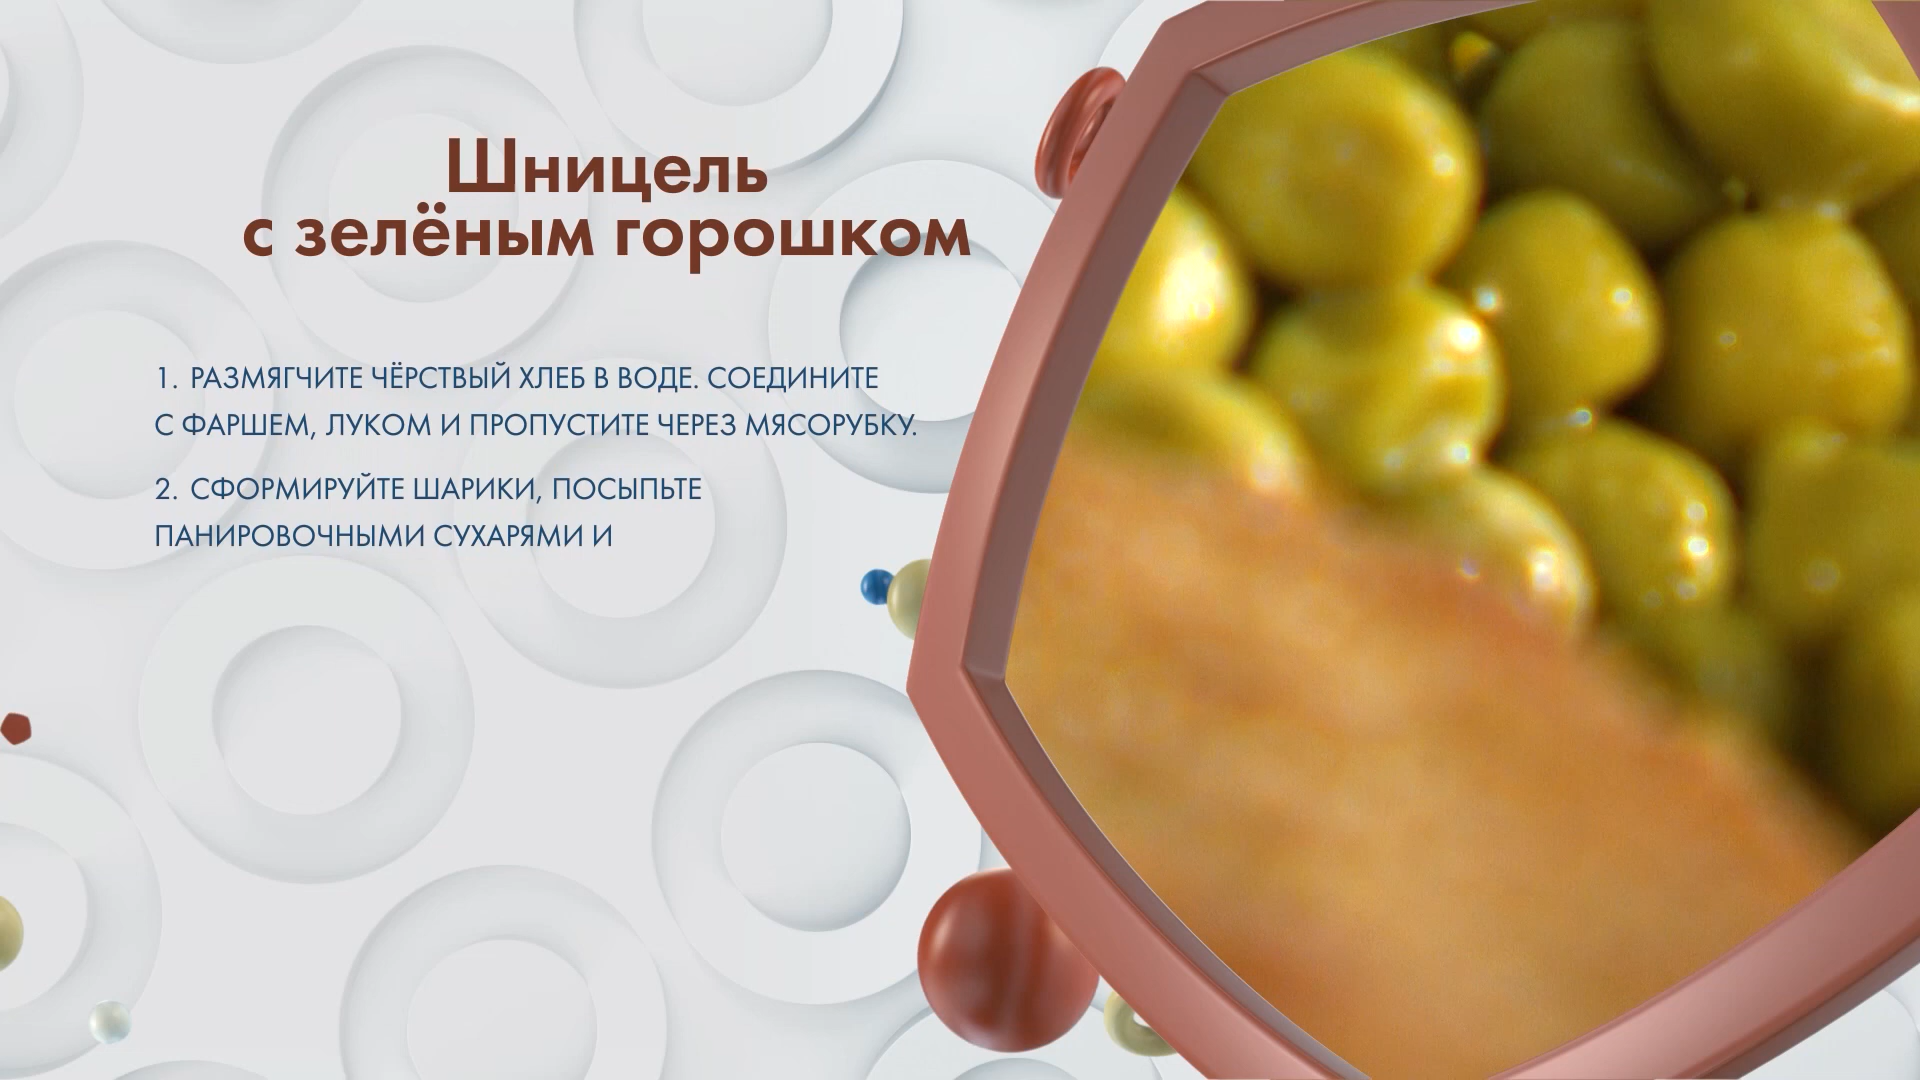 Шницель
с зелёным горошком
1. РАЗМЯГЧИТЕ ЧЁРСТВЫЙ ХЛЕБ В ВОДЕ. СОЕДИНИТЕ
С ФАРШЕМ, ЛУКОМ И ПРОПУСТИТЕ ЧЕРЕЗ МЯСОРУБКУ.
2. СФОРМИРУЙТЕ ШАРИКИ, ПОСЫПЬТЕ
ПАНИРОВОЧНЫМИ СУХАРЯМИ И